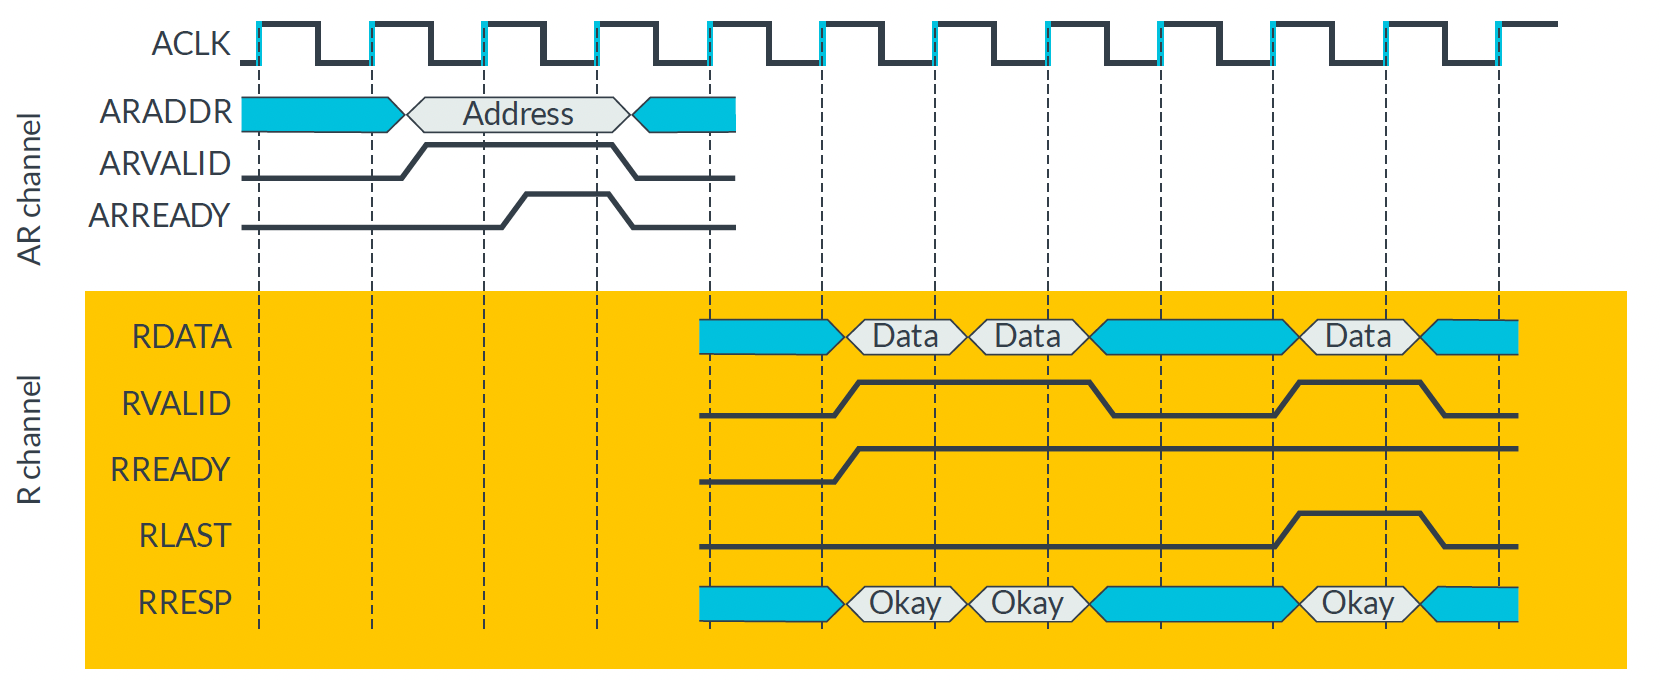 ACLK
AR channel
ARADDR Address
ARVALID
ARREADY
R channel
RDATA Data Data Data
RVALID
RREADY
RLAST
RRESP Okay Okay Okay